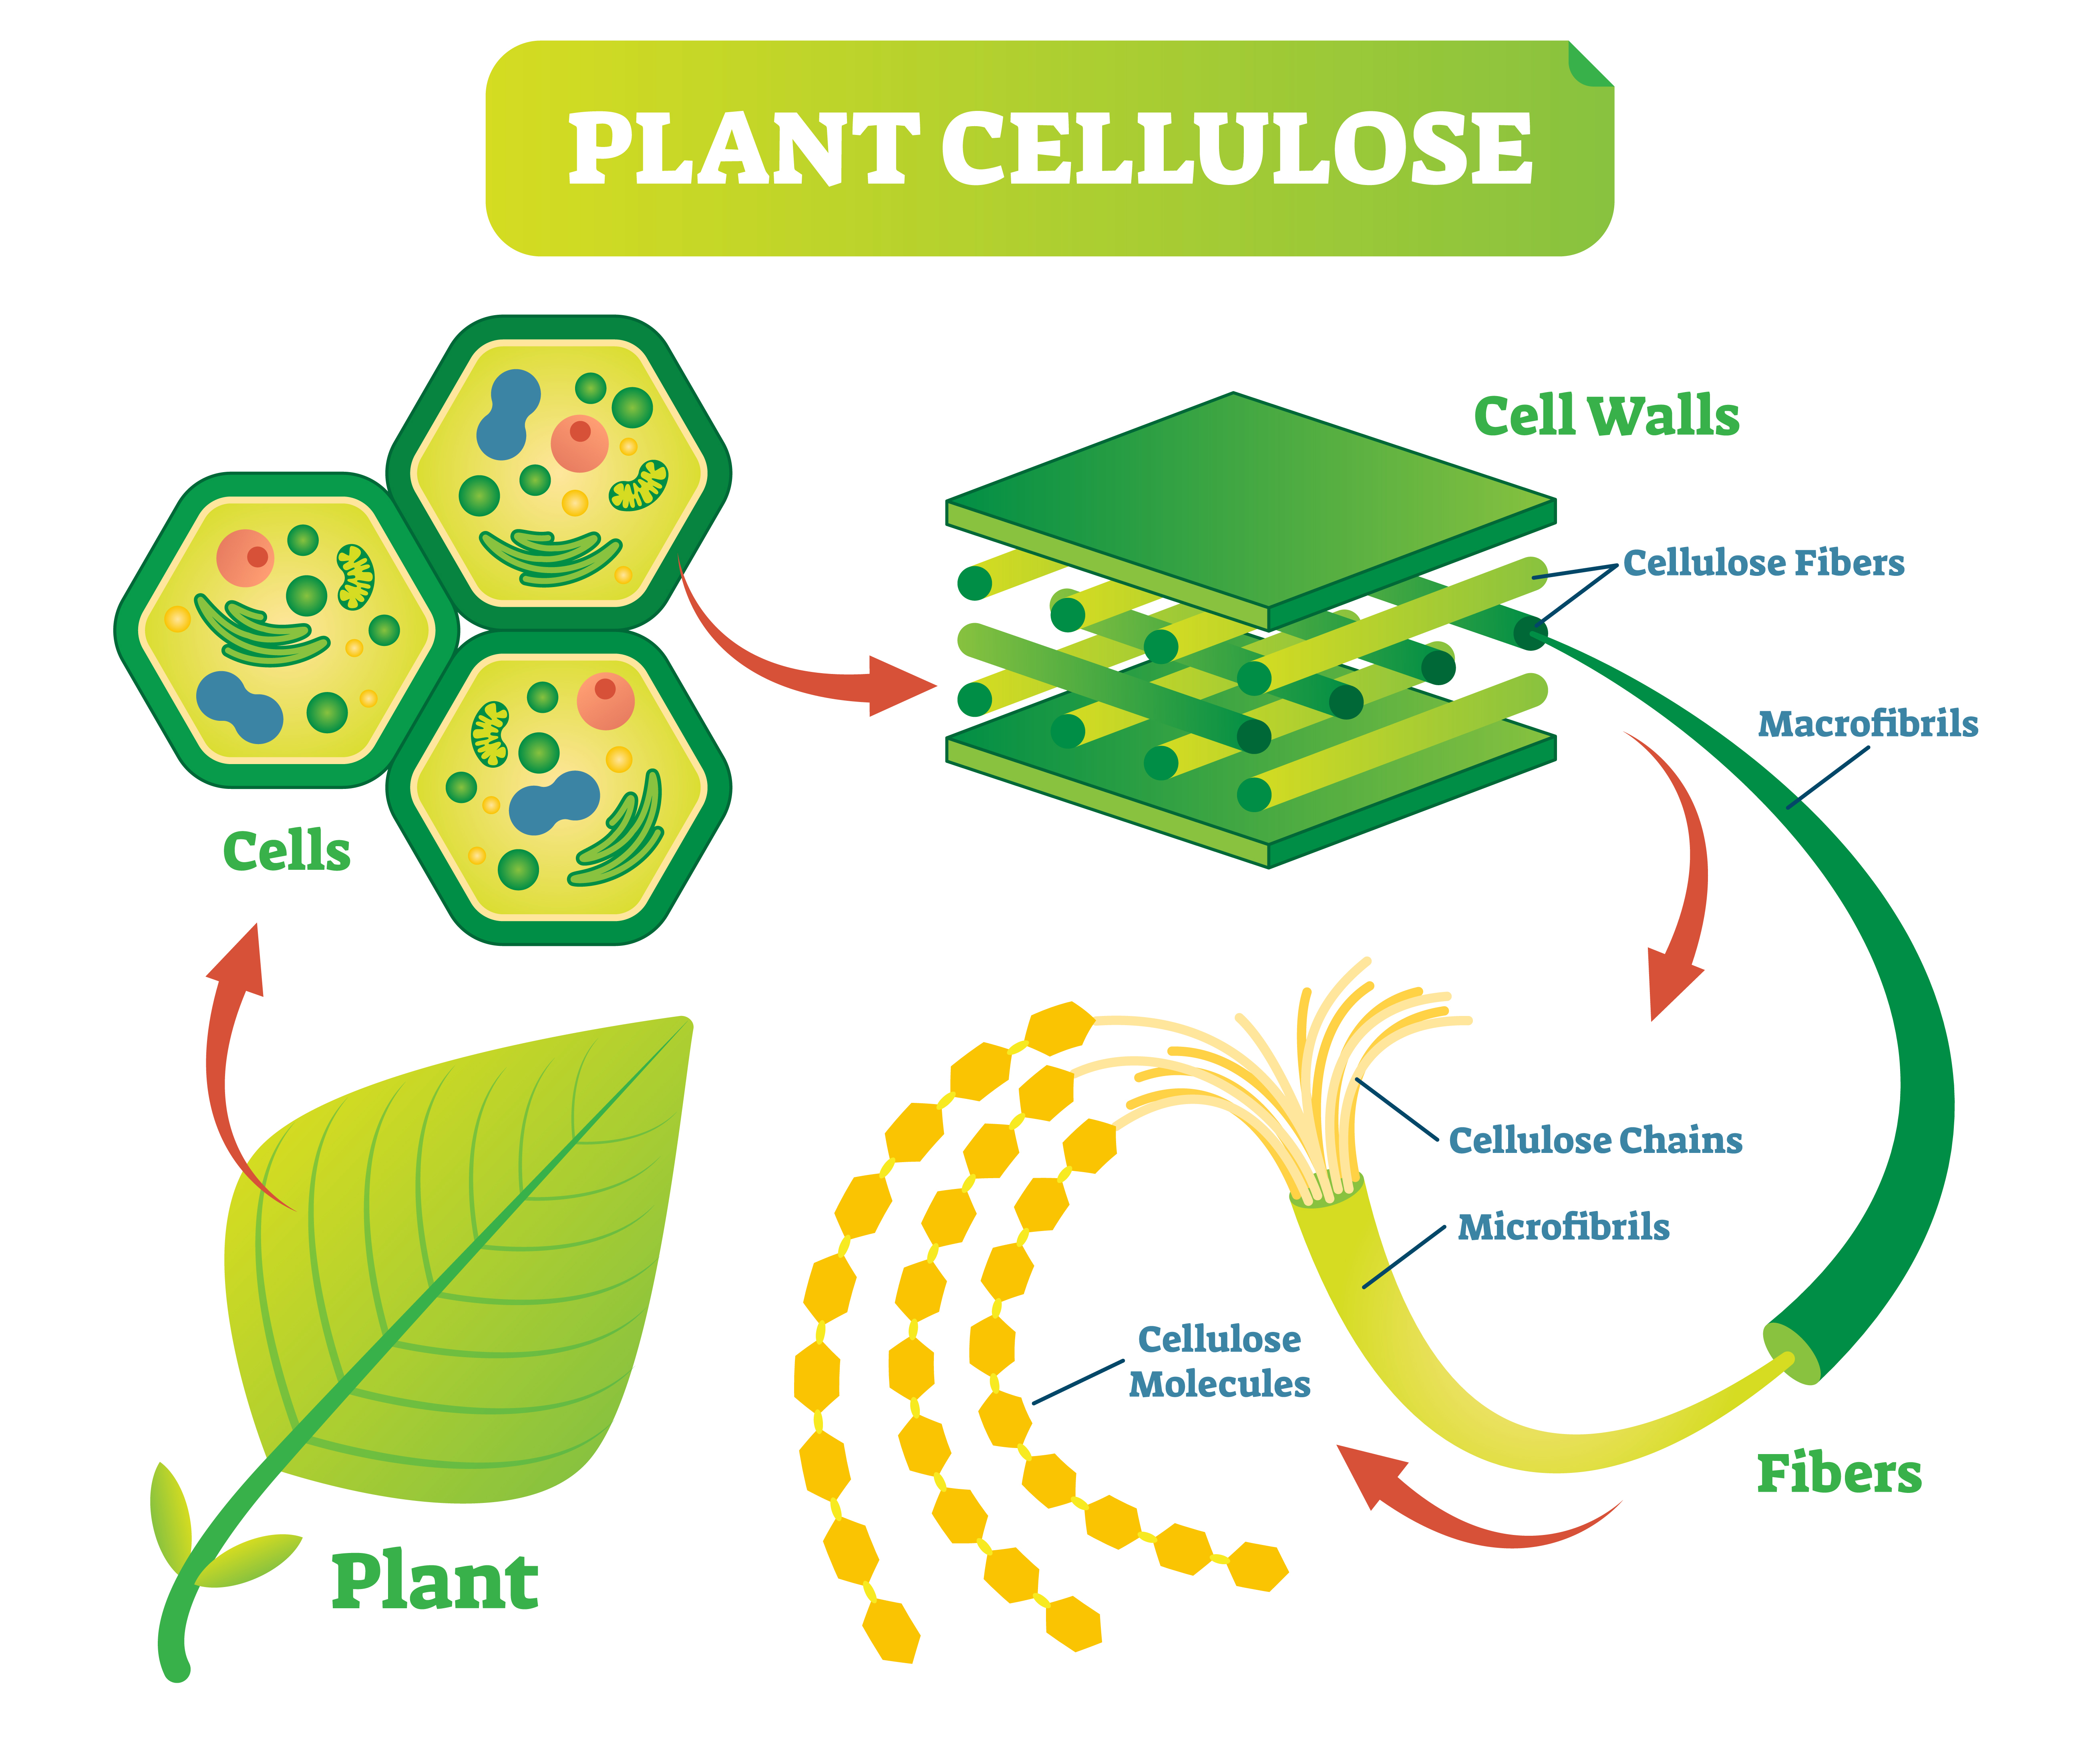 PLANT CELLULOSE
Cell Walls
Cellulose Fibers
Macrofibrils
Cells
Cellulose Chains
Microfibrils
Cellulose
Molecules
Fibers
Plant